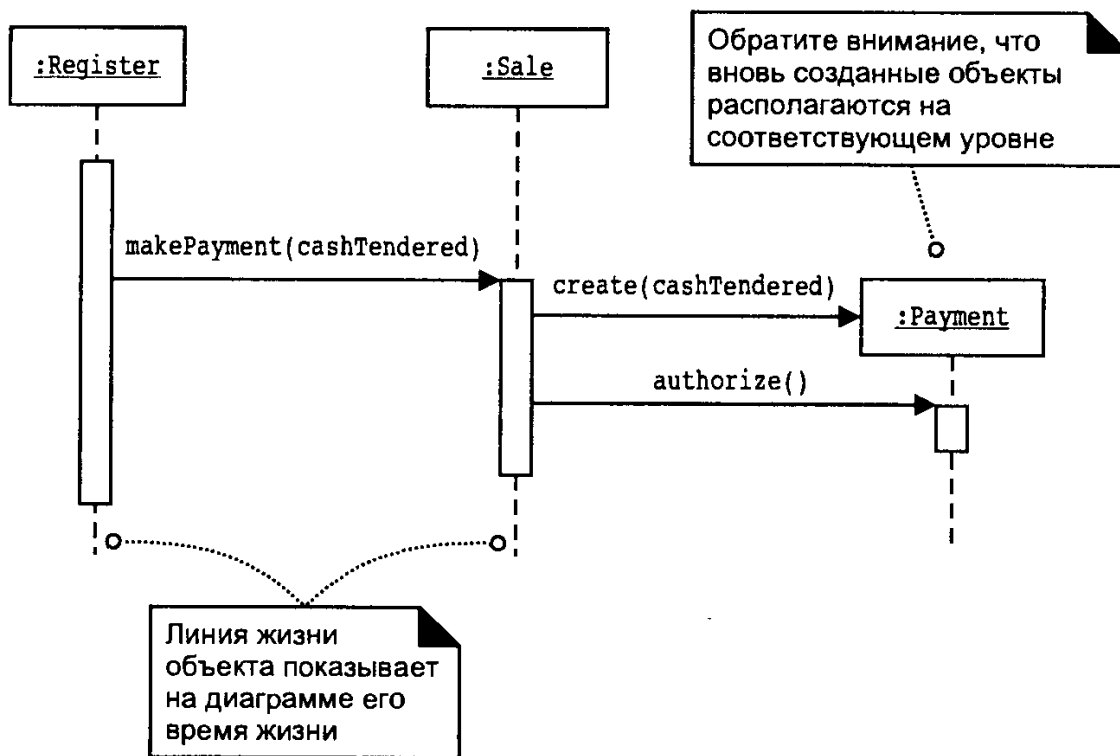 :Register
:Sale
Обратите внимание, что
вновь созданные объекты
располагаются на
соответствующем уровне
makePayment(cashTendered)
create(cashTendered)
:Payment
authorize()
Линия жизни
объекта показывает
на диаграмме его
время жизни